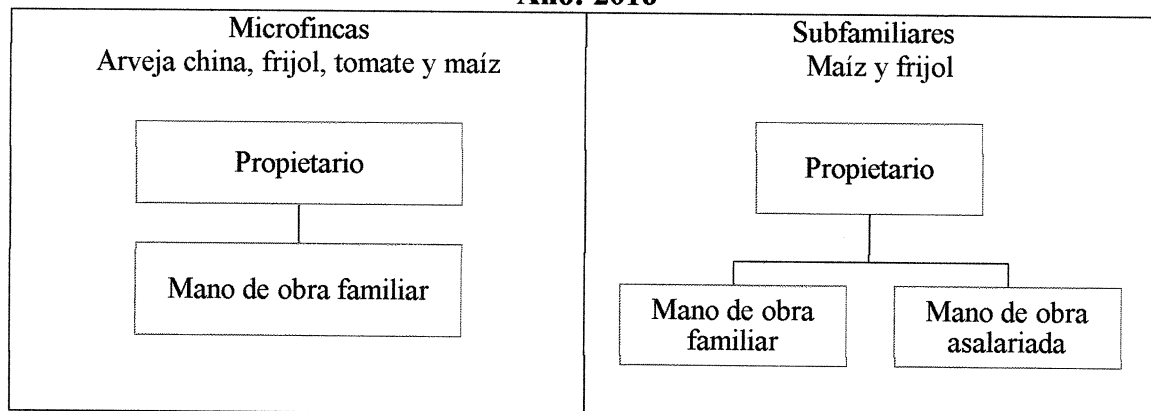 Microfincas
Arveja china, frijol, tomate y maíz
Propietario
Mano de obra familiar
Subfamiliares
Maíz y frijol
Propietario
Mano de obra
familiar
Mano de obra
asalariada